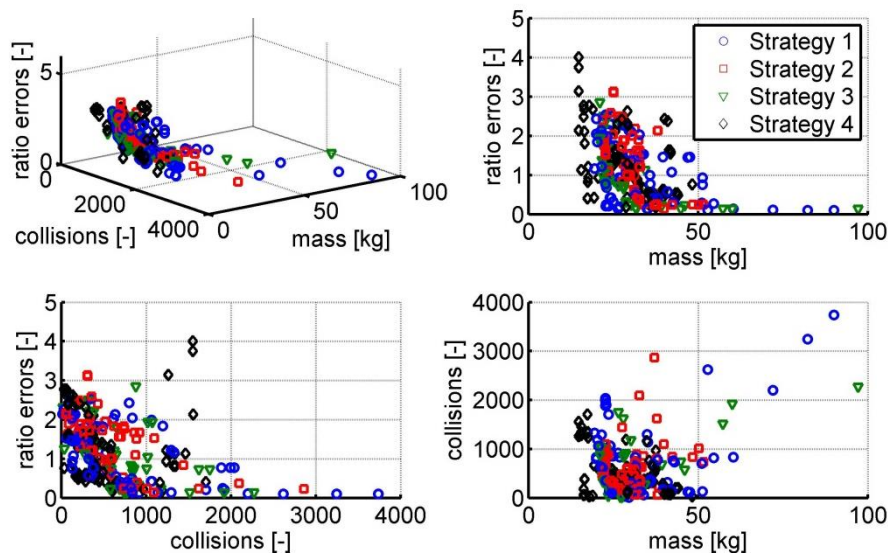 ratio errors [-]
5
0
0
2000
4000
collisions [-]
0
50
100
mass [kg]
ratio errors [-]
5
4
3
2
1
0
0
50
100
mass [kg]
Strategy 1
Strategy 2
Strategy 3
Strategy 4
ratio errors [-]
5
4
3
2
1
0
0
1000
2000
3000
4000
collisions [-]
collisions [-]
4000
3000
2000
1000
0
0
50
100
mass [kg]